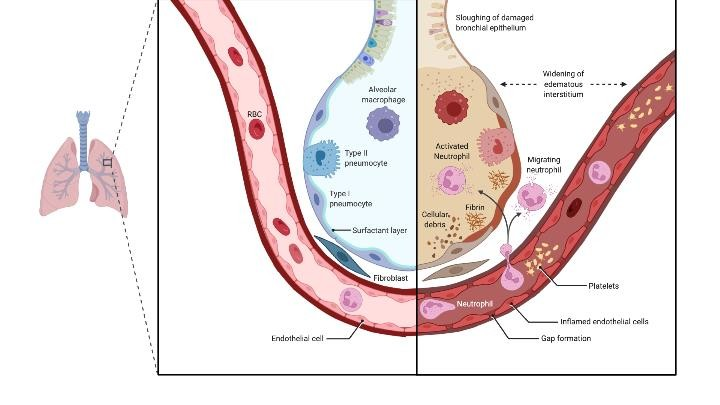 Sloughing of damaged
bronchial epithelium
Widening of
edematous
interstitium
Alveolar
macrophage
RBC
Type II
pneumocyte
Activated
Neutrophil
Migrating
neutrophil
Type I
pneumocyte
Fibrin
Cellular
debris
Surfactant layer
Fibroblast
Platelets
Neutrophil
Inflamed endothelial cells
Endothelial cell
Gap formation